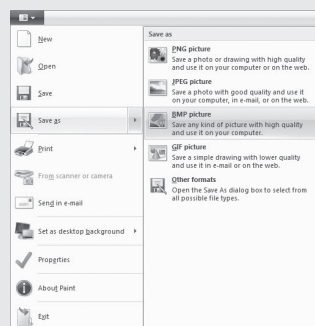 New
Open
Save
Save as
Print
From scanner or camera
Send in e-mail
Set as desktop background
Properties
About Paint
Exit
Save as
PNG picture
Save a photo or drawing with high quality
and use it on your computer or on the web.
JPEG picture
Save a photo with good quality and use it
on your computer, in e-mail, or on the web.
BMP picture
Save any kind of picture with high quality
and use it on your computer.
GIF picture
Save a simple drawing with lower quality
and use it in e-mail or on the web.
Other formats
Open the Save As dialog box to select from
all possible file types.